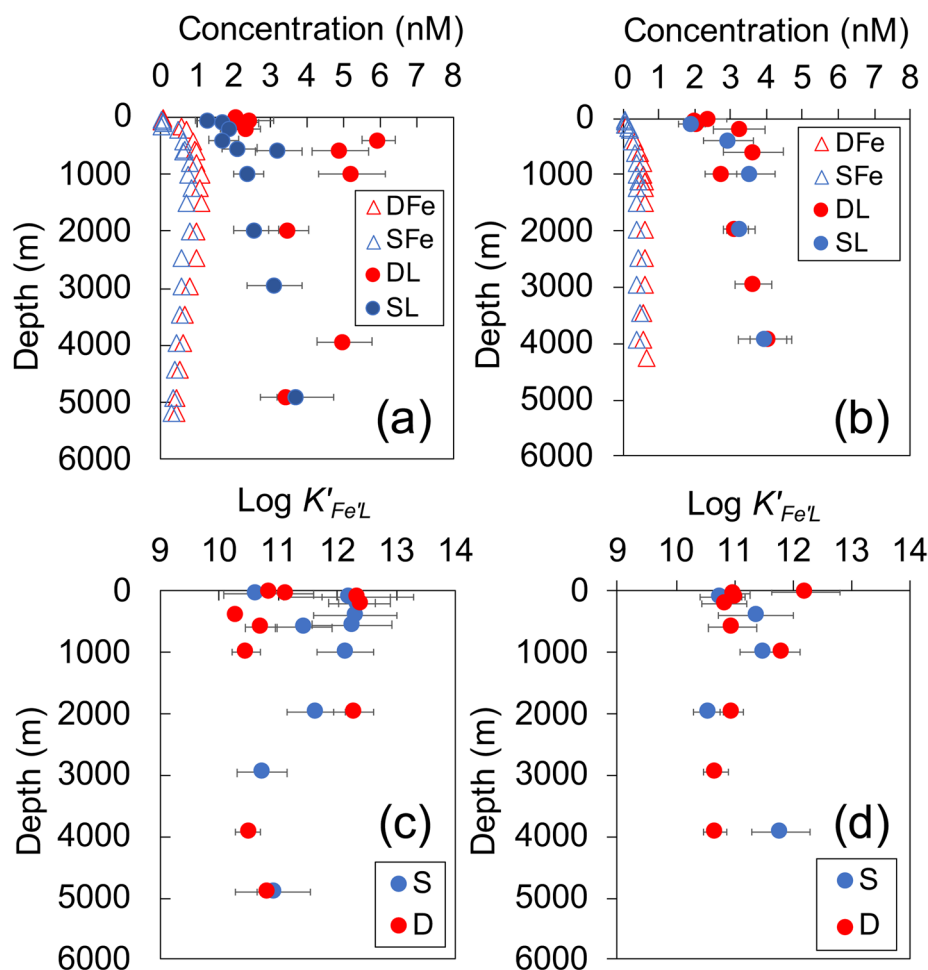 Concentration (nM)
0 1 2 3 4 5 6 7 8
0
1000
2000
3000
4000
5000
6000
Depth (m)
DFe
SFe
DL
SL
(a)
Concentration (nM)
0 1 2 3 4 5 6 7 8
0
1000
2000
3000
4000
5000
6000
Depth (m)
DFe
SFe
DL
SL
(b)
Log K'Fe'L
9 10 11 12 13 14
0
1000
2000
3000
4000
5000
6000
Depth (m)
(c)
S
D
Log K'Fe'L
9 10 11 12 13 14
0
1000
2000
3000
4000
5000
6000
Depth (m)
(d)
S
D